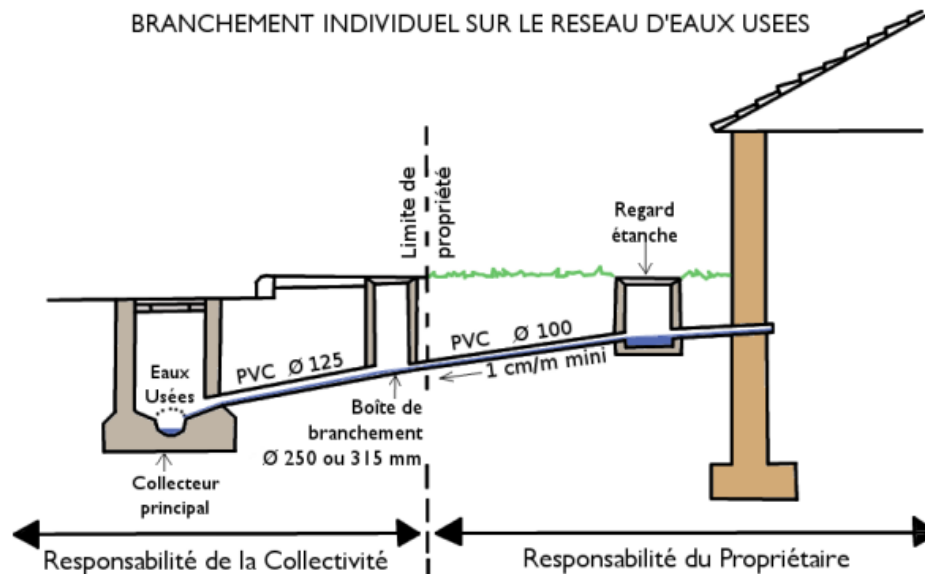 BRANCHEMENT INDIVIDUEL SUR LE RESEAU D'EAUX USEES
Limite de
propriété
Regard
étanche
PVC Ø 100
1 cm/m mini
PVC Ø 125
Eaux
Usées
Boîte de
branchement
Ø 250 ou 315 mm
Collecteur
principal
Responsabilité de la Collectivité
Responsabilité du Propriétaire